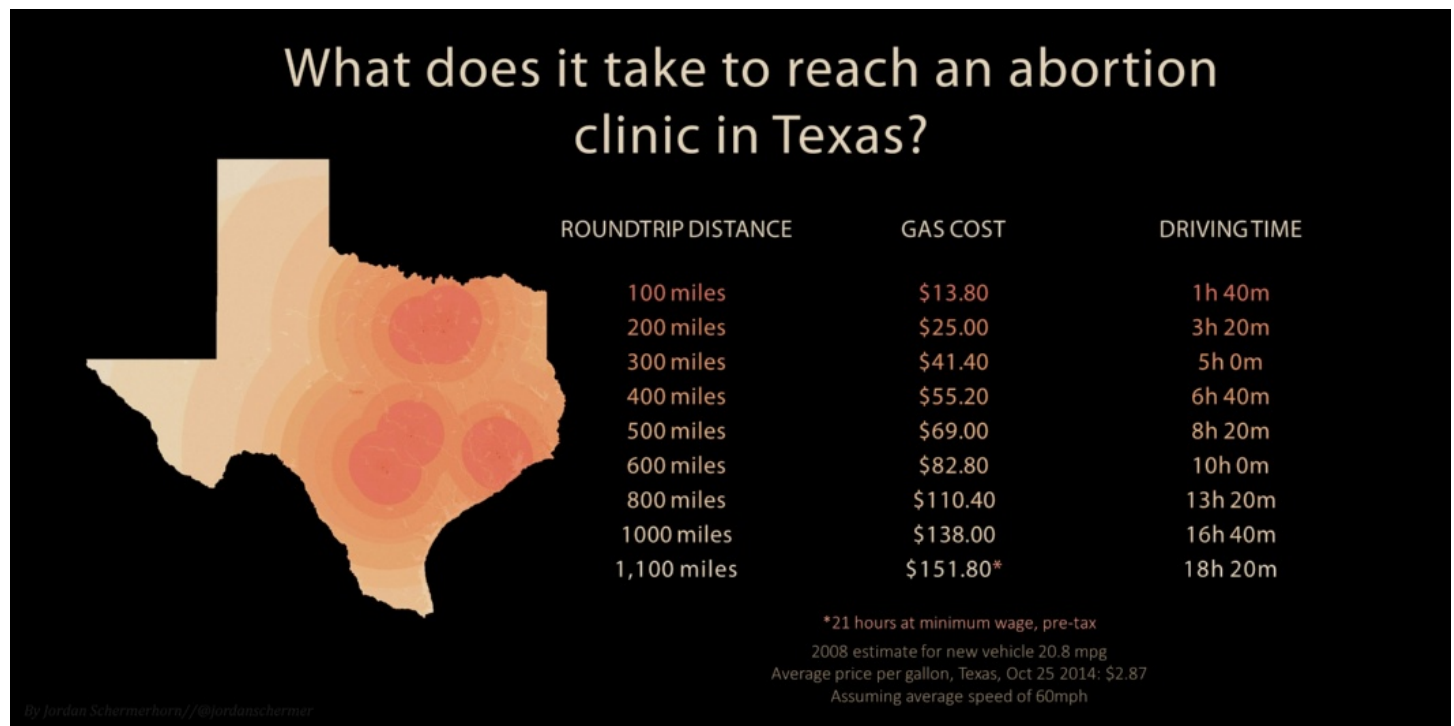 What does it take to reach an abortion
clinic in Texas?
ROUNDTRIP DISTANCE GAS COST DRIVING TIME
100 miles $13.80 1h 40m
200 miles $25.00 3h 20m
300 miles $41.40 5h 0m
400 miles $55.20 6h 40m
500 miles $69.00 8h 20m
600 miles $82.80 10h 0m
800 miles $110.40 13h 20m
1000 miles $138.00 16h 40m
1,100 miles $151.80* 18h 20m
*21 hours at minimum wage, pre-tax
2008 estimate for new vehicle 20.8 mpg
Average price per gallon, Texas, Oct 25 2014: $2.87
Assuming average speed of 60mph
By Jordan Schermerhorn//@jordanschermer